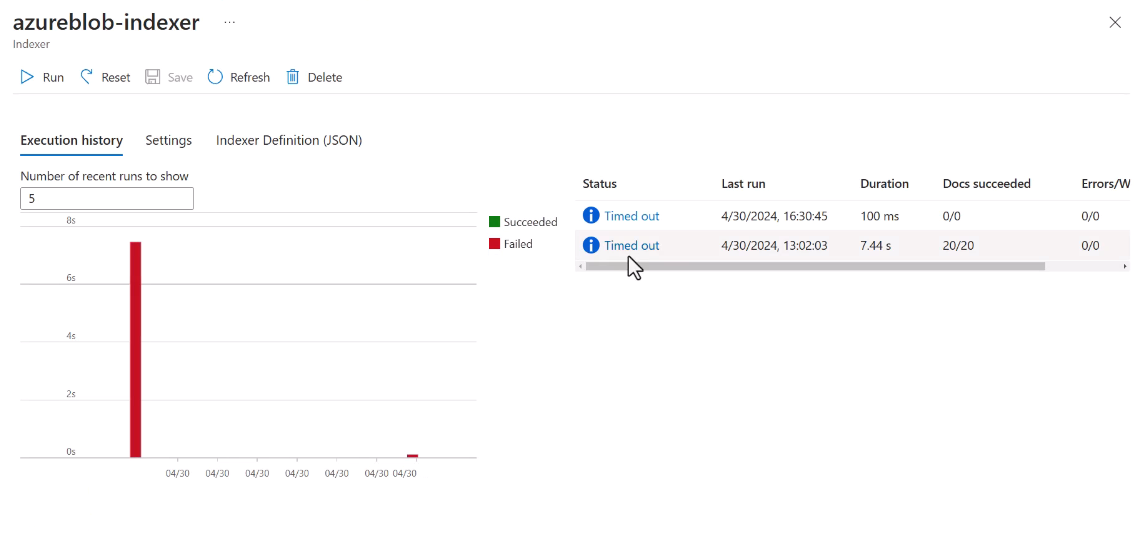 azureblob-indexer ...
Indexer
Run Reset Save Refresh Delete
Execution history Settings Indexer Definition (JSON)
Number of recent runs to show
5
8s
6s
4s
2s
0s
04/30 04/30 04/30 04/30 04/30 04/30 04/30
Succeeded
Failed
Status Last run Duration Docs succeeded Errors/W
Timed out 4/30/2024, 16:30:45 100 ms 0/0 0/0
Timed out 4/30/2024, 13:02:03 7.44 s 20/20 0/0